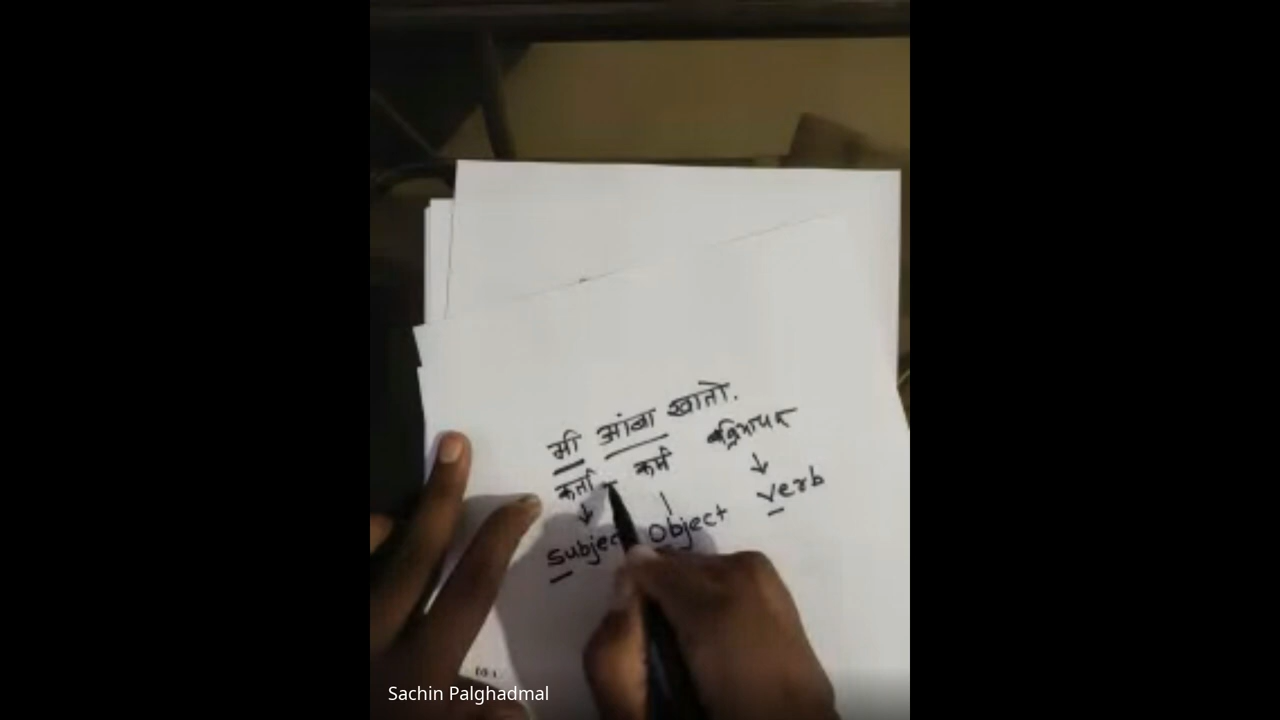 मी आंबा खातो.
कर्ता कर्म क्रियापद
Subject Object Verb
Sachin Palghadmal